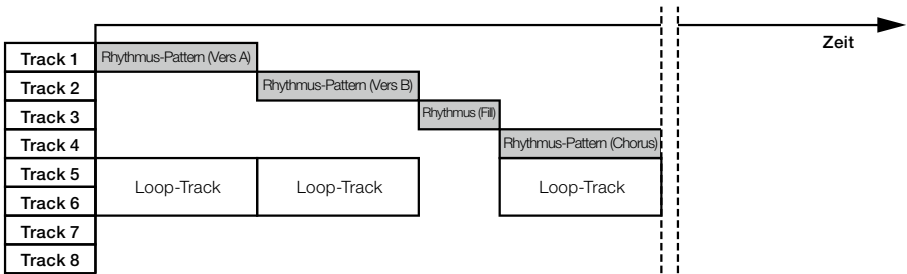 Zeit
Track 1 Rhythmus-Pattern (Vers A)
Track 2 Rhythmus-Pattern (Vers B)
Track 3 Rhythmus (Fill)
Track 4 Rhythmus-Pattern (Chorus)
Track 5
Loop-Track Loop-Track Loop-Track
Track 6
Track 7
Track 8